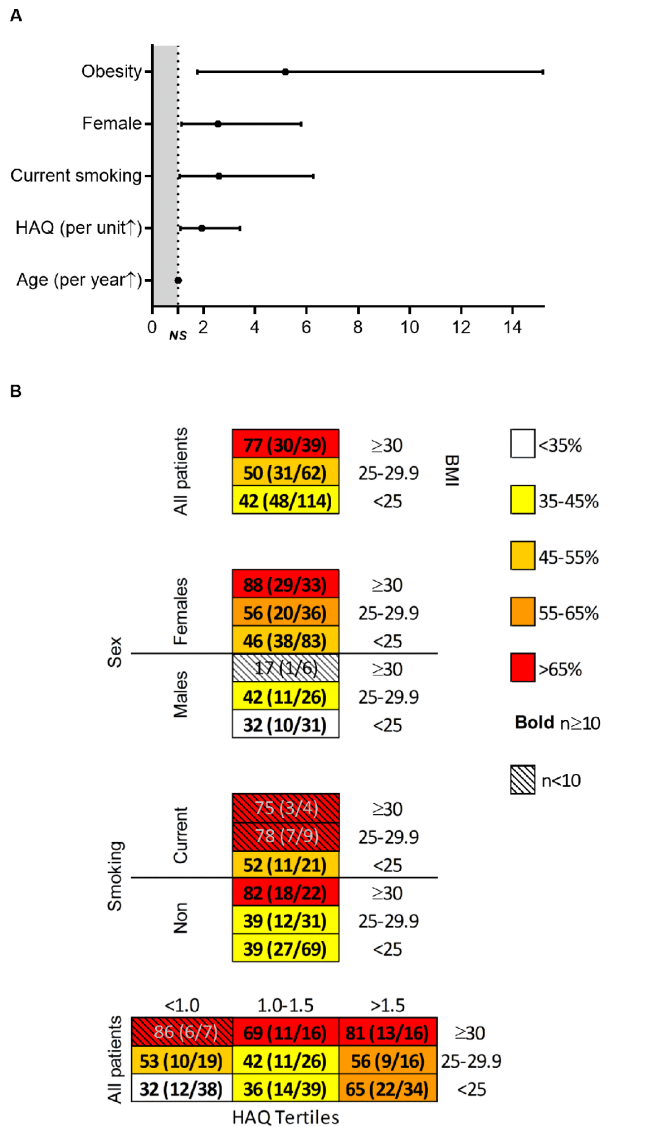 A
Obesity
Female
Current smoking
HAQ (per unit↑)
Age (per year↑)
0 NS 2 4 6 8 10 12 14
B
All patients
77 (30/39) ≥30
50 (31/62) 25-29.9
42 (48/114) <25
BMI
<35%
35-45%
45-55%
55-65%
>65%
Bold n≥10
n<10
Sex
Females
88 (29/33) ≥30
56 (20/36) 25-29.9
46 (38/83) <25
Males
17 (1/6) ≥30
42 (11/26) 25-29.9
32 (10/31) <25
Smoking
Current
75 (3/4) ≥30
78 (7/9) 25-29.9
52 (11/21) <25
Non
82 (18/22) ≥30
39 (12/31) 25-29.9
39 (27/69) <25
<1.0 1.0-1.5 >1.5
All patients
86 (6/7) 69 (11/16) 81 (13/16) ≥30
53 (10/19) 42 (11/26) 56 (9/16) 25-29.9
32 (12/38) 36 (14/39) 65 (22/34) <25
HAQ Tertiles